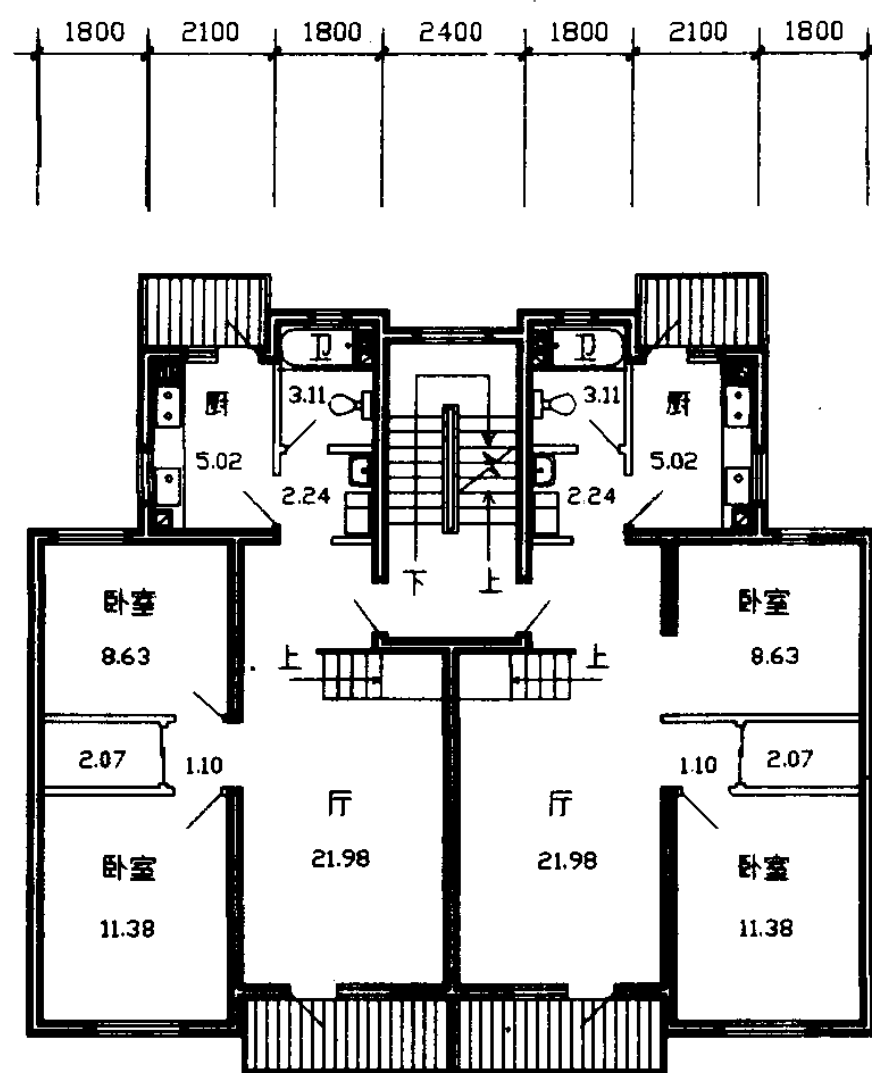 1800 2100 1800 2400 1800 2100 1800
卫 卫
3.11 3.11
厨 厨
5.02 5.02
2.24 2.24
下 上
卧室 卧室
8.63 8.63
上 上
2.07 1.10 1.10 2.07
厅 厅
21.98 21.98
卧室 卧室
11.38 11.38